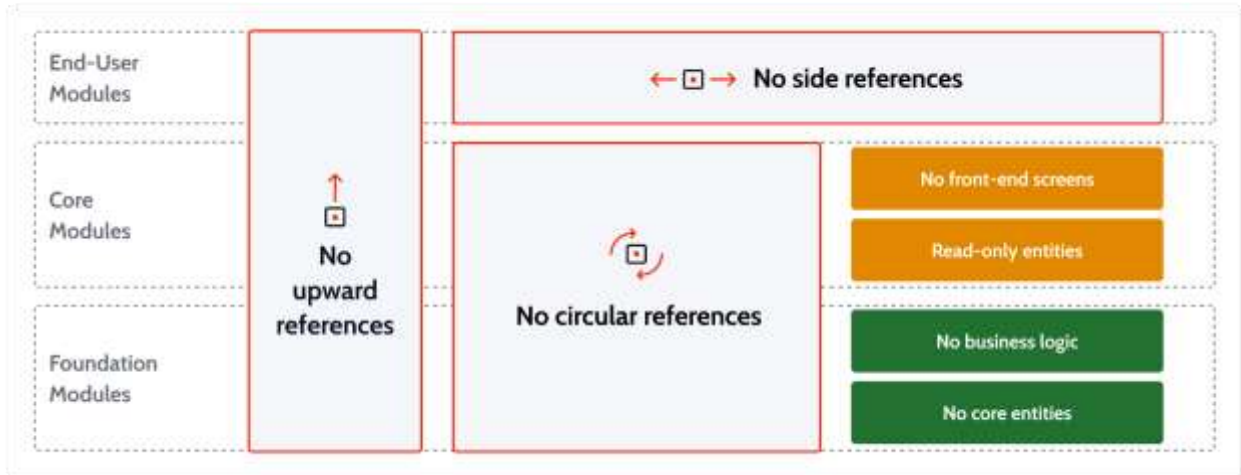 End-User
Modules
No side references
Core
Modules
No
upward
references
No circular references
No front-end screens
Read-only entities
Foundation
Modules
No business logic
No core entities